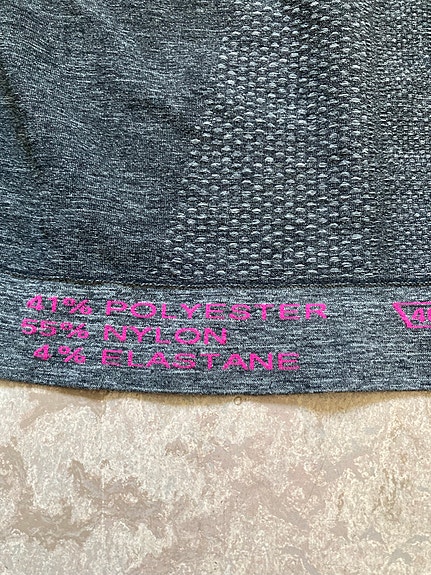 41% POLYESTER
55% NYLON
4% ELASTANE